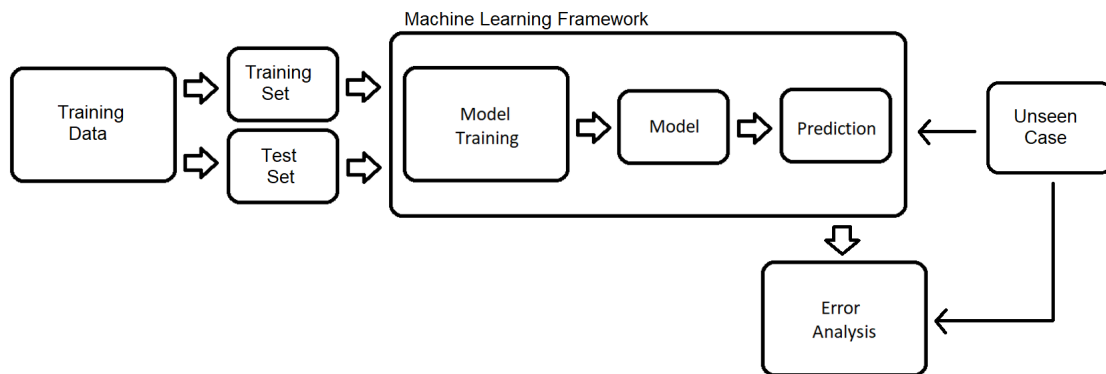 Machine Learning Framework
Training
Data
Training
Set
Test
Set
Model
Training
Model
Prediction
Unseen
Case
Error
Analysis